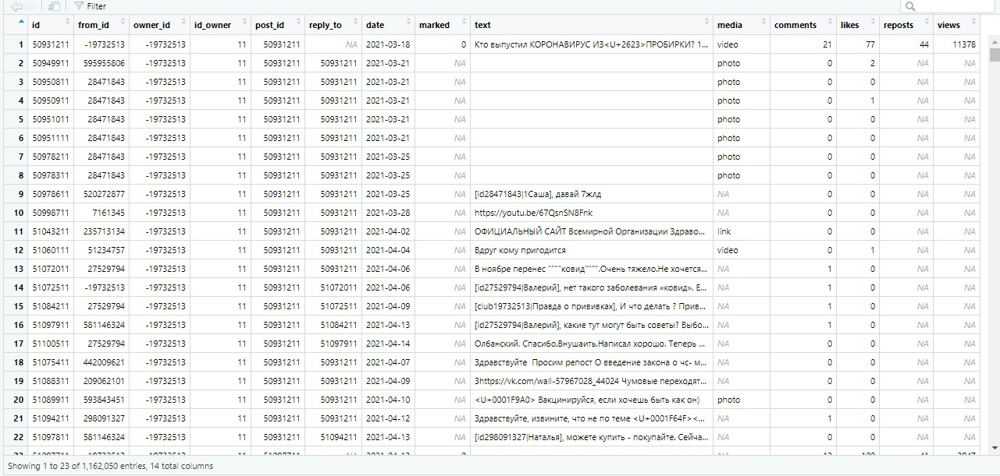 Filter
id from_id owner_id id_owner post_id reply_to date marked text media comments likes reposts views
1 50931211 -19732513 -19732513 11 50931211 NA 2021-03-18 0 Кто выпустил КОРОНАВИРУС ИЗ<U+2623>ПРОБИРКИ? 1... video 21 77 44 11378
2 50949911 595955806 -19732513 11 50931211 50931211 2021-03-21 NA photo 0 2 NA NA
3 50950811 28471843 -19732513 11 50931211 50931211 2021-03-21 NA photo 0 0 NA NA
4 50950911 28471843 -19732513 11 50931211 50931211 2021-03-21 NA photo 0 1 NA NA
5 50951011 28471843 -19732513 11 50931211 50931211 2021-03-21 NA photo 0 0 NA NA
6 50951111 28471843 -19732513 11 50931211 50931211 2021-03-21 NA photo 0 0 NA NA
7 50978211 28471843 -19732513 11 50931211 50931211 2021-03-25 NA photo 0 0 NA NA
8 50978311 28471843 -19732513 11 50931211 50931211 2021-03-25 NA photo 0 0 NA NA
9 50978611 520272877 -19732513 11 50931211 50931211 2021-03-25 NA [id28471843|1Саша], давай 7жлд NA 0 0 NA NA
10 50998711 7161345 -19732513 11 50931211 50931211 2021-03-28 NA https://youtu.be/67QsnSN8Fnk NA 0 0 NA NA
11 51043211 235713134 -19732513 11 50931211 50931211 2021-04-02 NA ОФИЦИАЛЬНЫЙ САЙТ Всемирной Организации Здраво... link 0 0 NA NA
12 51060111 51234757 -19732513 11 50931211 50931211 2021-04-04 NA Вдруг кому пригодится video 0 1 NA NA
13 51072011 27529794 -19732513 11 50931211 50931211 2021-04-06 NA В ноябре перенес """"ковид"""".Очень тяжело.Не хочется... NA 1 0 NA NA
14 51072511 -19732513 -19732513 11 50931211 51072011 2021-04-06 NA [id27529794|Валерий], нет такого заболевания «ковид». Е... NA 1 0 NA NA
15 51084211 27529794 -19732513 11 50931211 51072511 2021-04-09 NA [club19732513|Правда о прививках], И что делать ? Прив... NA 1 0 NA NA
16 51097911 581146324 -19732513 11 50931211 51084211 2021-04-13 NA [id27529794|Валерий], какие тут могут быть советы? Выбо... NA 1 0 NA NA
17 51100511 27529794 -19732513 11 50931211 51097911 2021-04-14 NA Олбанский. Спасибо.Внушаить.Написал хорошо. Теперь ... NA 0 0 NA NA
18 51075411 442009621 -19732513 11 50931211 50931211 2021-04-07 NA Здравствуйте Просим репост О введение закона о чс- м... NA 0 0 NA NA
19 51088311 209062101 -19732513 11 50931211 50931211 2021-04-09 NA 3https://vk.com/wall-57967028_44024 Чумовые переходят... NA 0 0 NA NA
20 51089911 593843451 -19732513 11 50931211 50931211 2021-04-10 NA <U+0001F9A0> Вакцинируйся, если хочешь быть как он) photo 0 0 NA NA
21 51094211 298091327 -19732513 11 50931211 50931211 2021-04-12 NA Здравствуйте, извините, что не по теме <U+0001F64F><... NA 1 0 NA NA
22 51097811 581146324 -19732513 11 50931211 51094211 2021-04-13 NA [id298091327|Наталья], можете купить - покупайте. Сейча... NA 0 0 NA NA
Showing 1 to 23 of 1,162,050 entries, 14 total columns